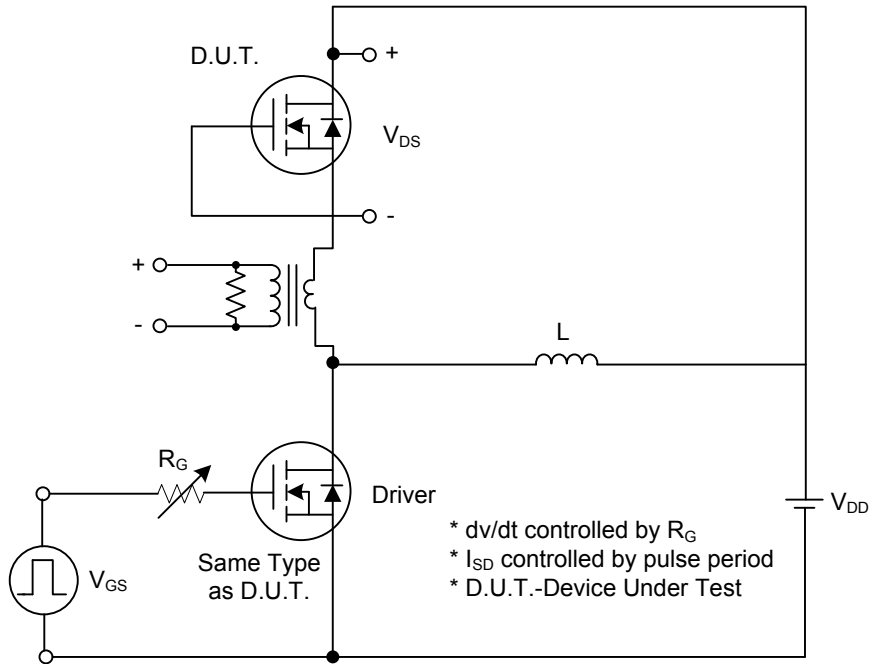 D.U.T.
+
V_DS
-
+
-
L
R_G
Driver
V_DD
V_GS
Same Type
as D.U.T.
* dv/dt controlled by R_G
* I_SD controlled by pulse period
* D.U.T.-Device Under Test